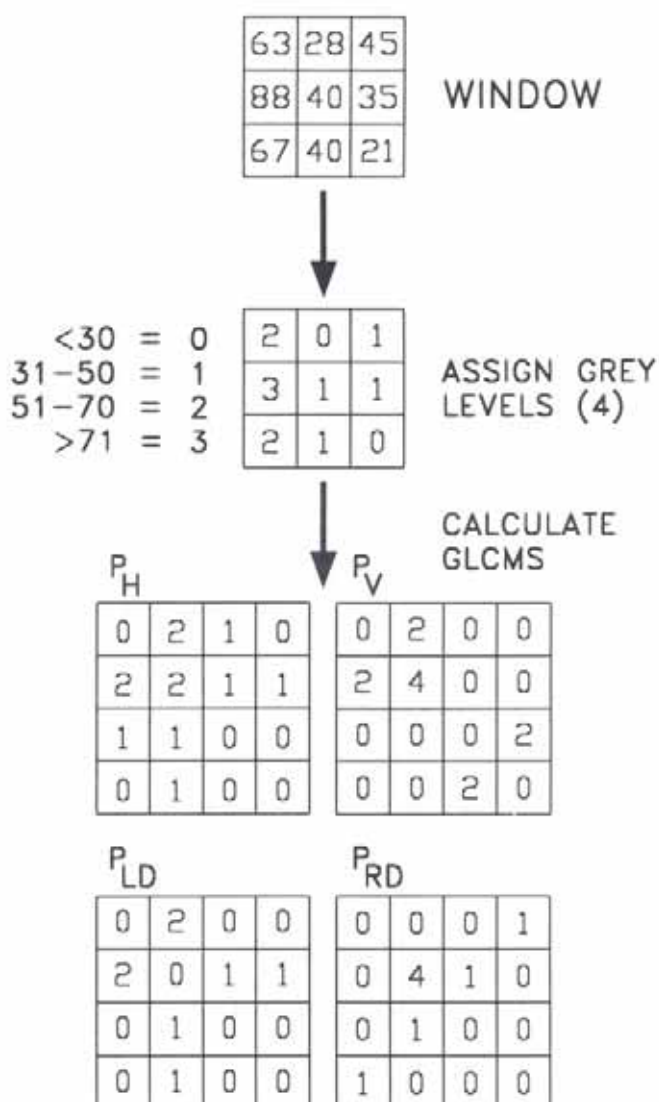 63 28 45
88 40 35
67 40 21
WINDOW
<30 = 0
31-50 = 1
51-70 = 2
>71 = 3
2 0 1
3 1 1
2 1 0
ASSIGN GREY
LEVELS (4)
CALCULATE
GLCMS
P_H
0 2 1 0
2 2 1 1
1 1 0 0
0 1 0 0
P_V
0 2 0 0
2 4 0 0
0 0 0 2
0 0 2 0
P_LD
0 2 0 0
2 0 1 1
0 1 0 0
0 1 0 0
P_RD
0 0 0 1
0 4 1 0
0 1 0 0
1 0 0 0